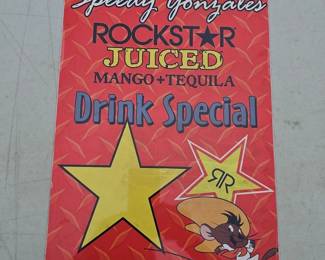 Speedy Gonzales
ROCKSTAR
JUICED
MANGO+TEQUILA
Drink Special